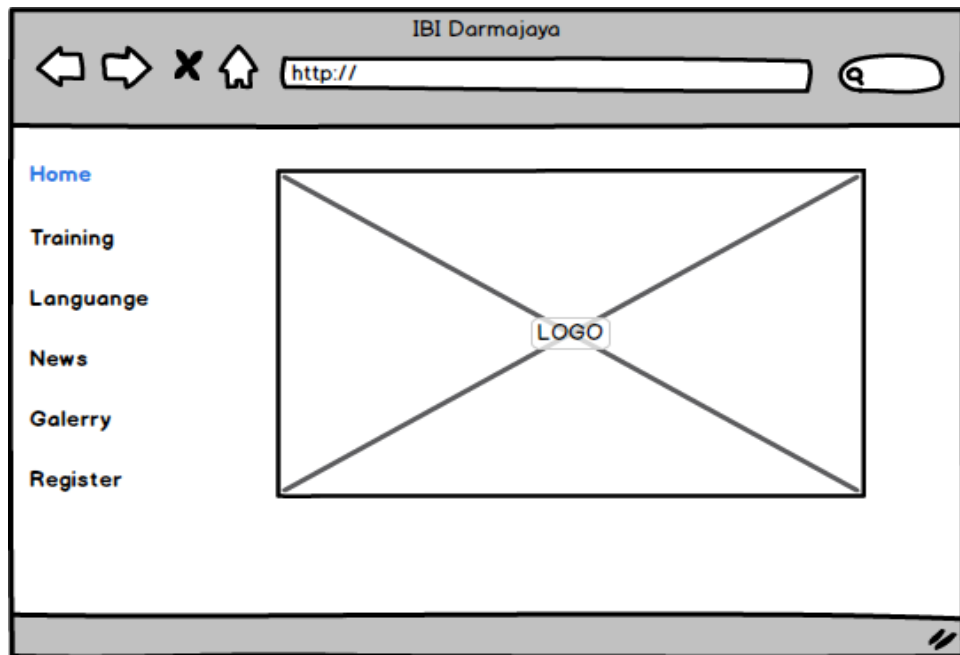 IBI Darmajaya
http://
Home
Training
Languange
News
Galerry
Register
LOGO